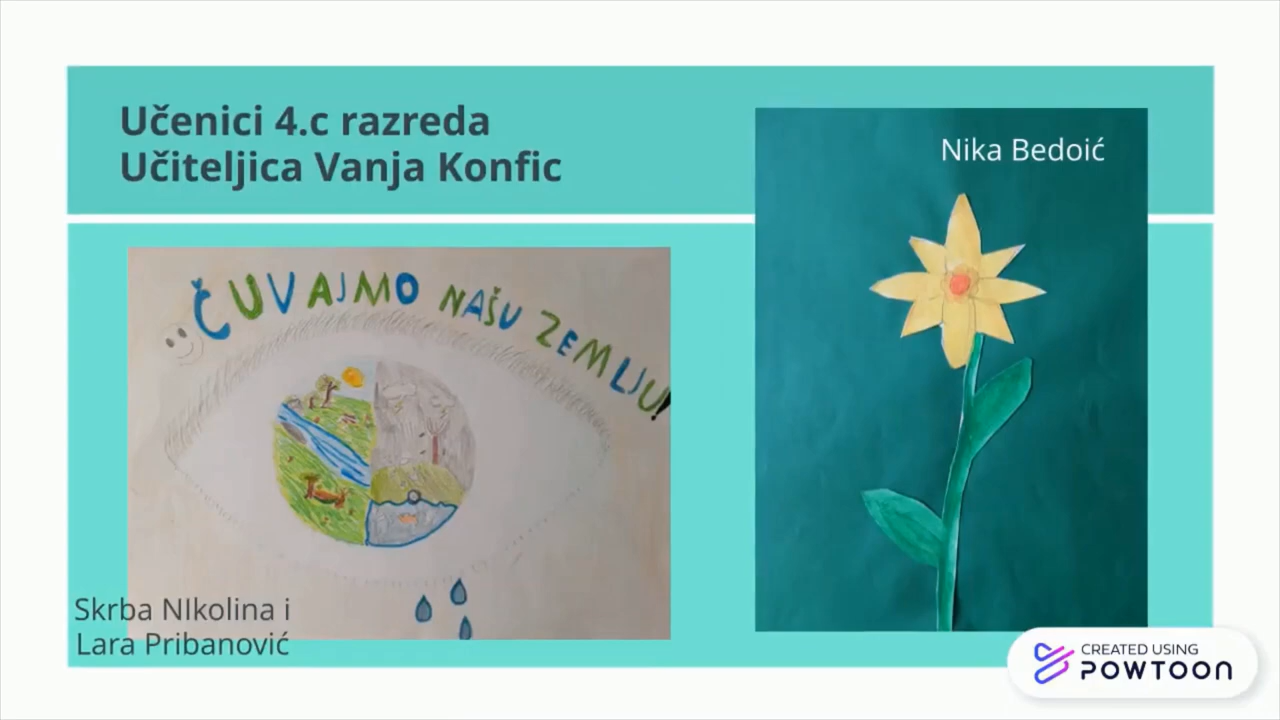 Učenici 4.c razreda
Učiteljica Vanja Konfic
Nika Bedoić
ČUVAJMO NAŠU ZEMLJU!
Skrba NIkolina i
Lara Pribanović
CREATED USING
POWTOON